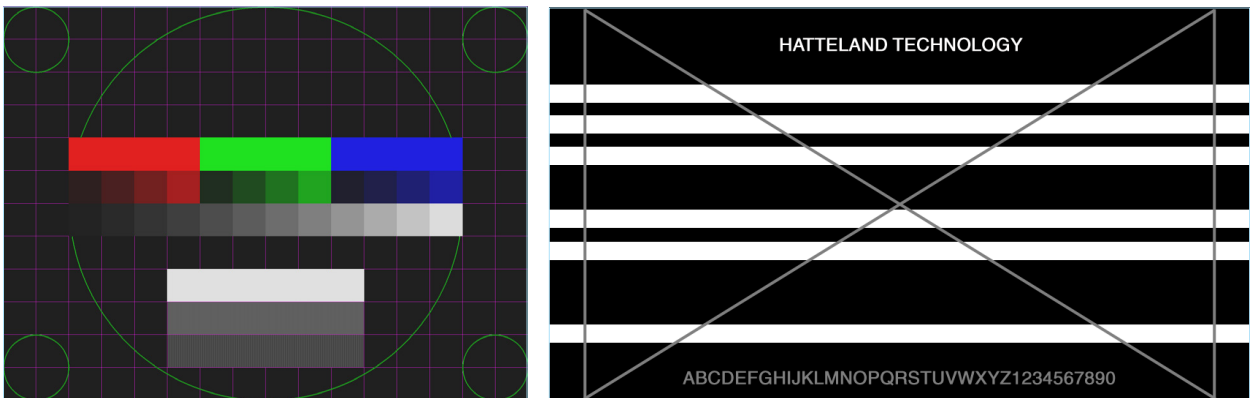 HATTELAND TECHNOLOGY
ABCDEFGHIJKLMNOPQRSTUVWXYZ1234567890